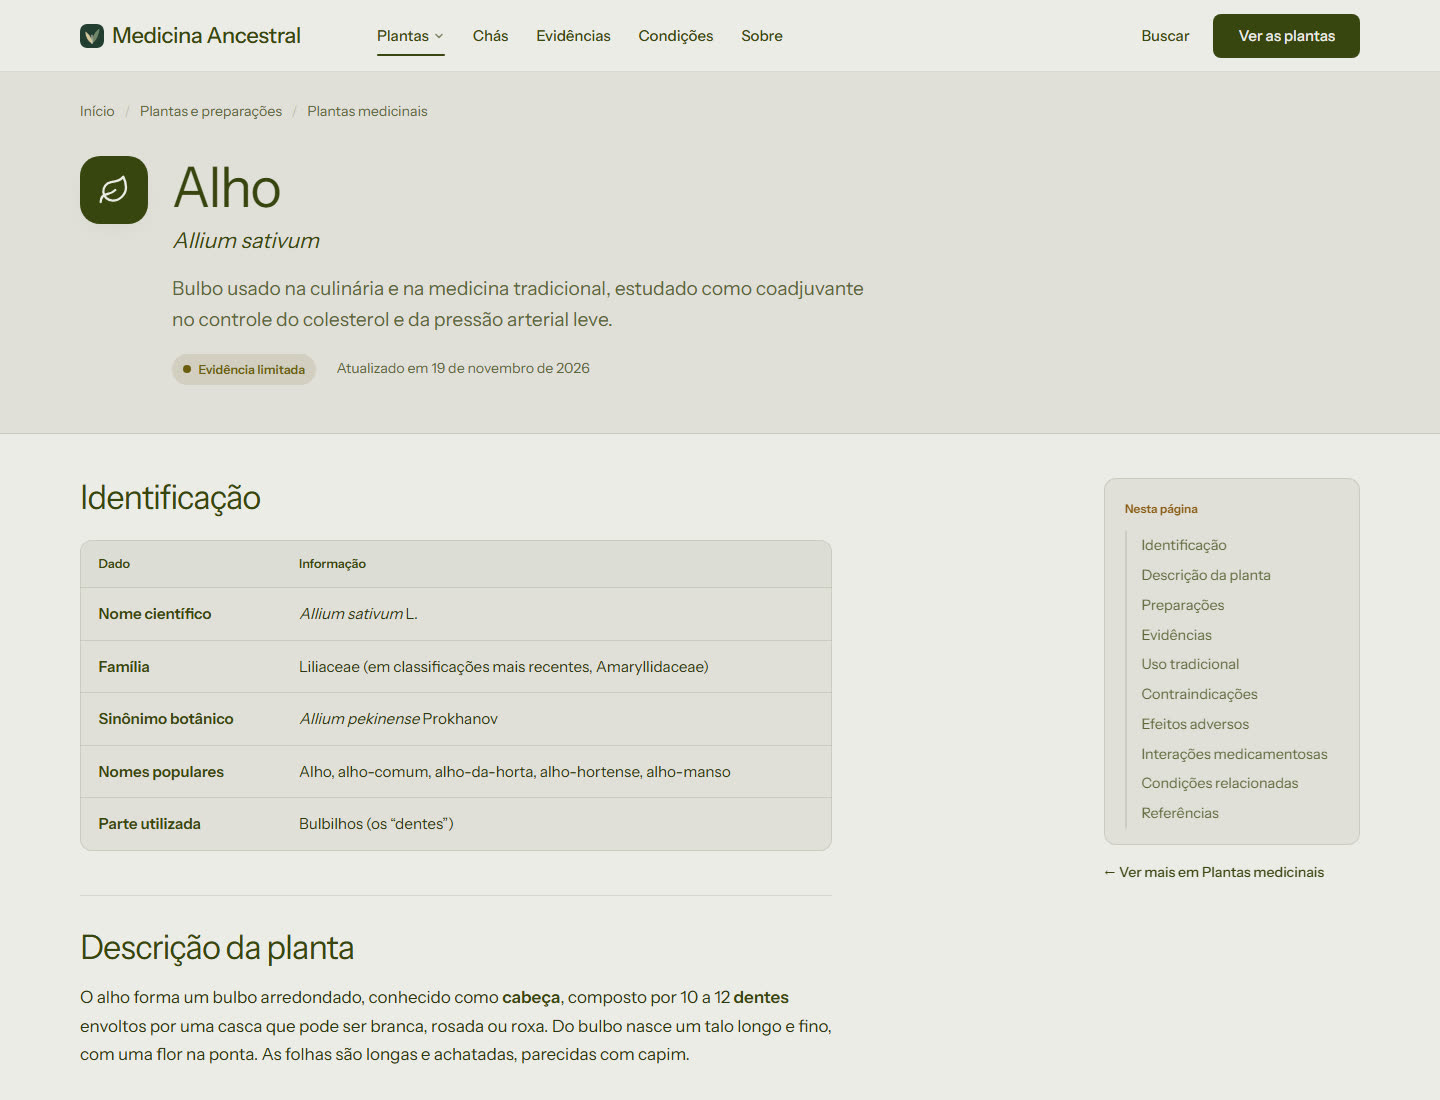 Medicina Ancestral
Plantas
Chás
Evidências
Condições
Sobre
Buscar
Ver as plantas
Início / Plantas e preparações / Plantas medicinais
Alho
Allium sativum
Bulbo usado na culinária e na medicina tradicional, estudado como coadjuvante
no controle do colesterol e da pressão arterial leve.
Evidência limitada
Atualizado em 19 de novembro de 2026
Identificação
Dado Informação
Nome científico Allium sativum L.
Família Liliaceae (em classificações mais recentes, Amaryllidaceae)
Sinônimo botânico Allium pekinense Prokhanov
Nomes populares Alho, alho-comum, alho-da-horta, alho-hortense, alho-manso
Parte utilizada Bulbilhos (os “dentes”)
Descrição da planta
O alho forma um bulbo arredondado, conhecido como cabeça, composto por 10 a 12 dentes
envoltos por uma casca que pode ser branca, rosada ou roxa. Do bulbo nasce um talo longo e fino,
com uma flor na ponta. As folhas são longas e achatadas, parecidas com capim.
Nesta página
Identificação
Descrição da planta
Preparações
Evidências
Uso tradicional
Contraindicações
Efeitos adversos
Interações medicamentosas
Condições relacionadas
Referências
← Ver mais em Plantas medicinais